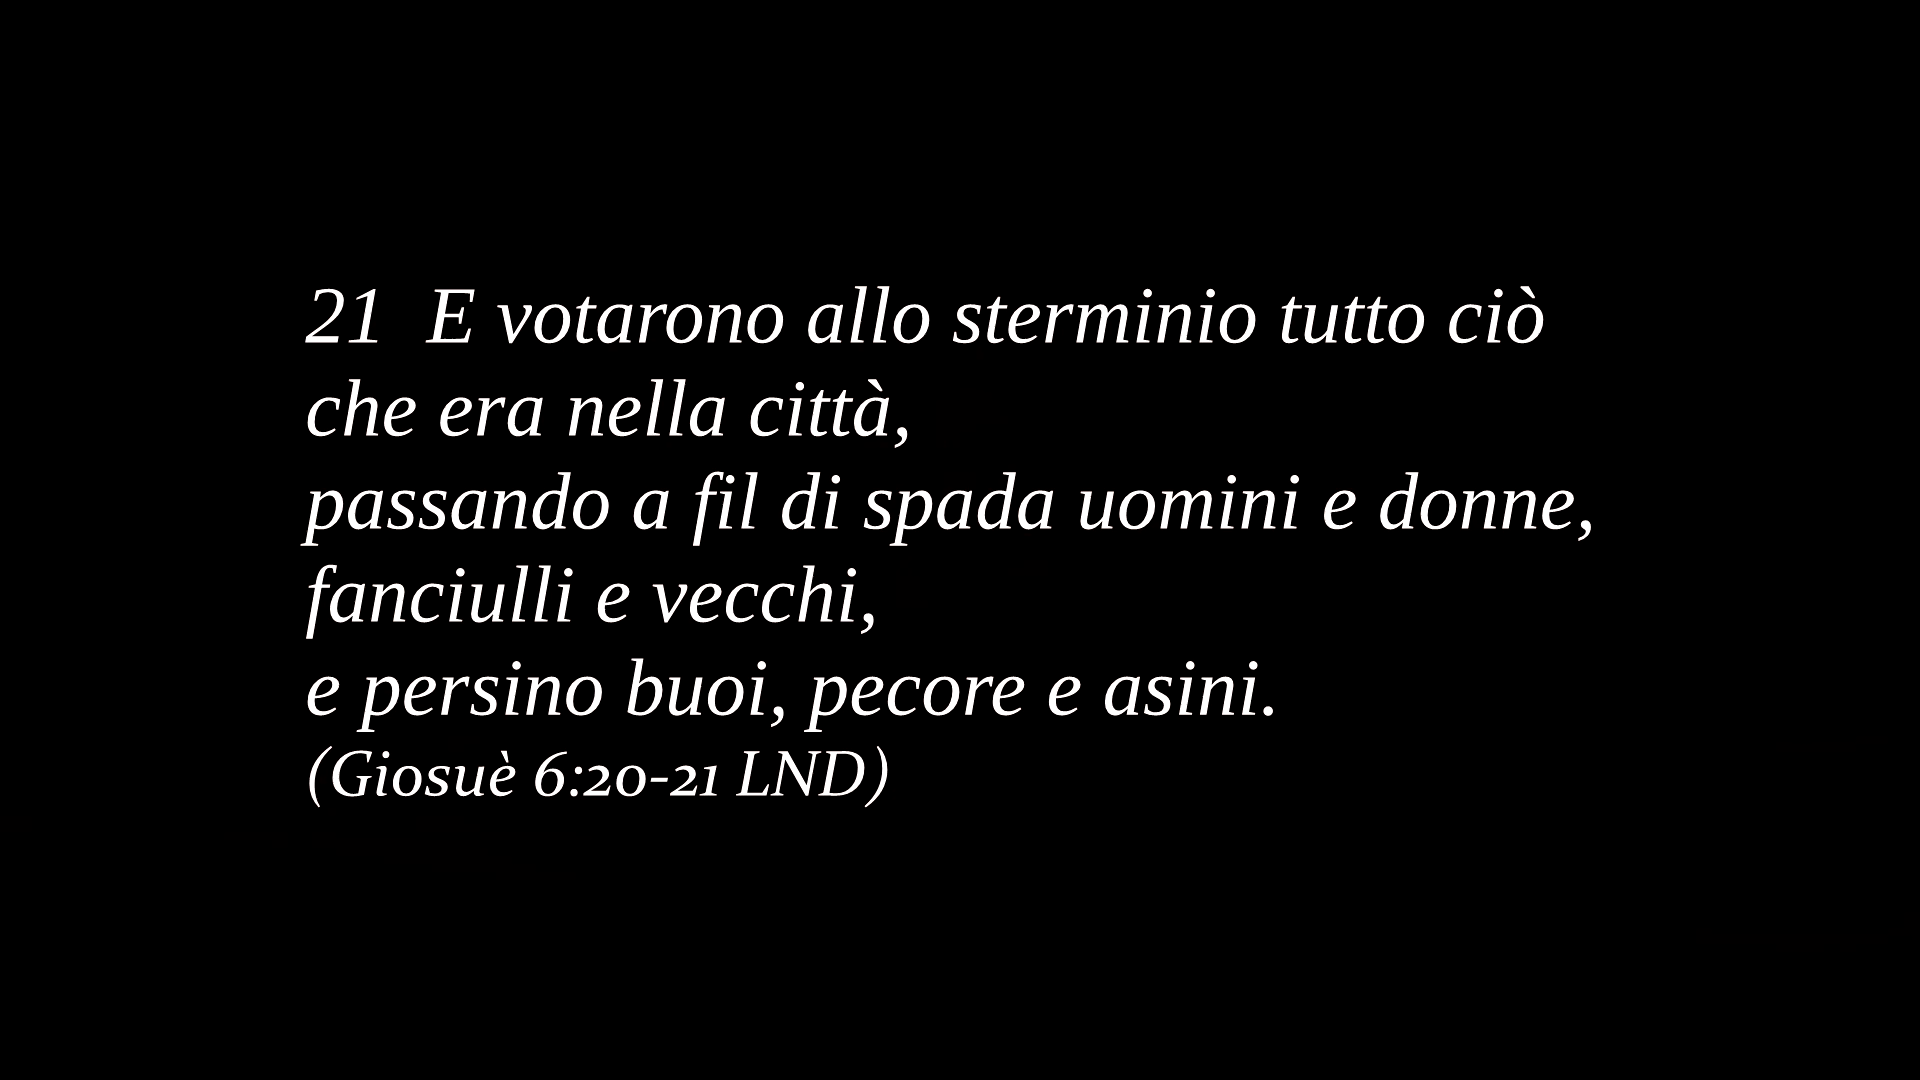 21  E votarono allo sterminio tutto ciò
che era nella città,
passando a fil di spada uomini e donne,
fanciulli e vecchi,
e persino buoi, pecore e asini.
(Giosuè 6:20-21 LND)